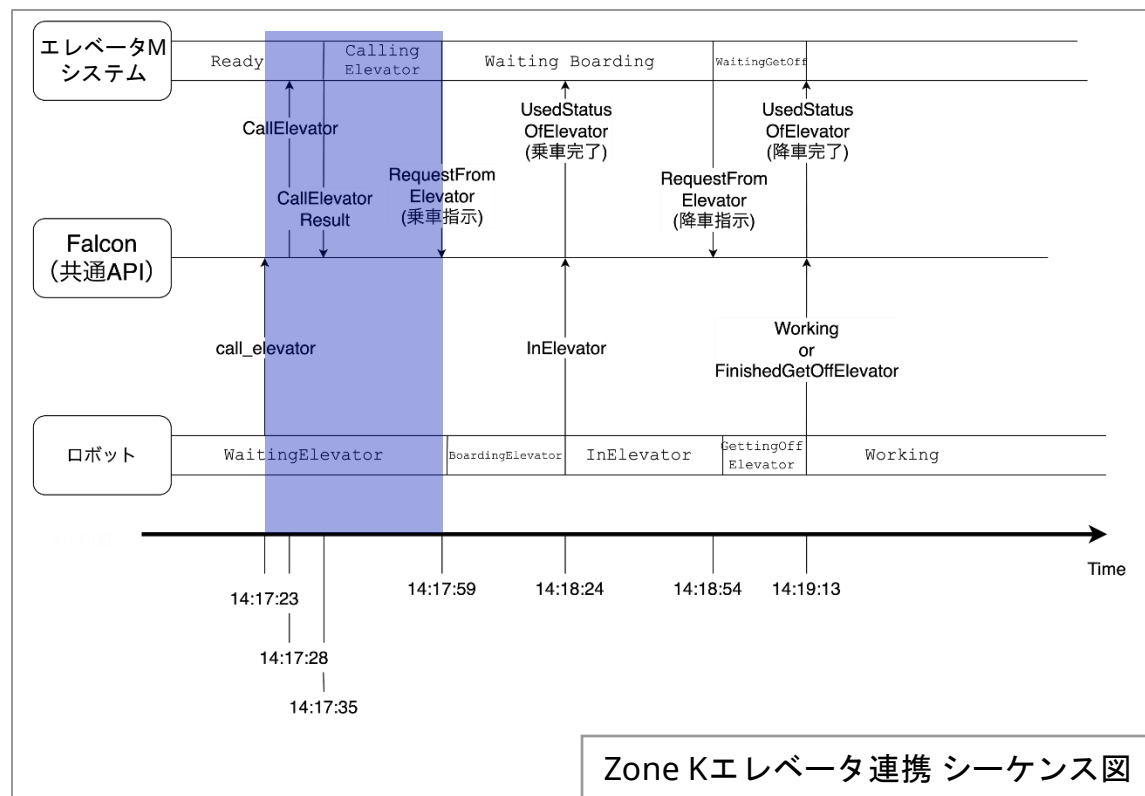 エレベータM
システム
Ready
Calling
Elevator
Waiting Boarding
WaitingGetOff
CallElevator
CallElevator
Result
RequestFrom
Elevator
(乗車指示)
UsedStatus
OfElevator
(乗車完了)
RequestFrom
Elevator
(降車指示)
UsedStatus
OfElevator
(降車完了)
Falcon
(共通API)
call_elevator
InElevator
Working
or
FinishedGetOffElevator
ロボット
WaitingElevator
BoardingElevator
InElevator
GettingOff
Elevator
Working
Time
14:17:23
14:17:28
14:17:35
14:17:59
14:18:24
14:18:54
14:19:13
Zone Kエレベータ連携 シーケンス図